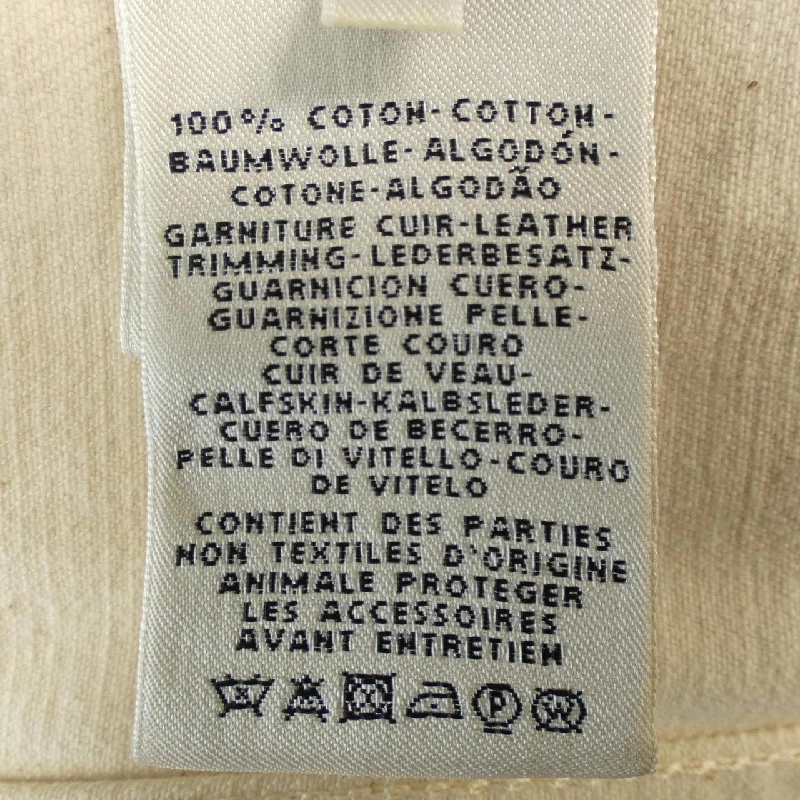 100% COTON-COTTON-
BAUMWOLLE-ALGODÓN-
COTONE-ALGODÃO
GARNITURE CUIR-LEATHER
TRIMMING-LEDERBESATZ-
GUARNICION CUERO-
GUARNIZIONE PELLE-
CORTE COURO
CUIR DE VEAU-
CALFSKIN-KALBSLEDER-
CUERO DE BECERRO-
PELLE DI VITELLO-COURO
DE VITELO
CONTIENT DES PARTIES
NON TEXTILES D'ORIGINE
ANIMALE PROTEGER
LES ACCESSOIRES
AVANT ENTRETIEN
P W